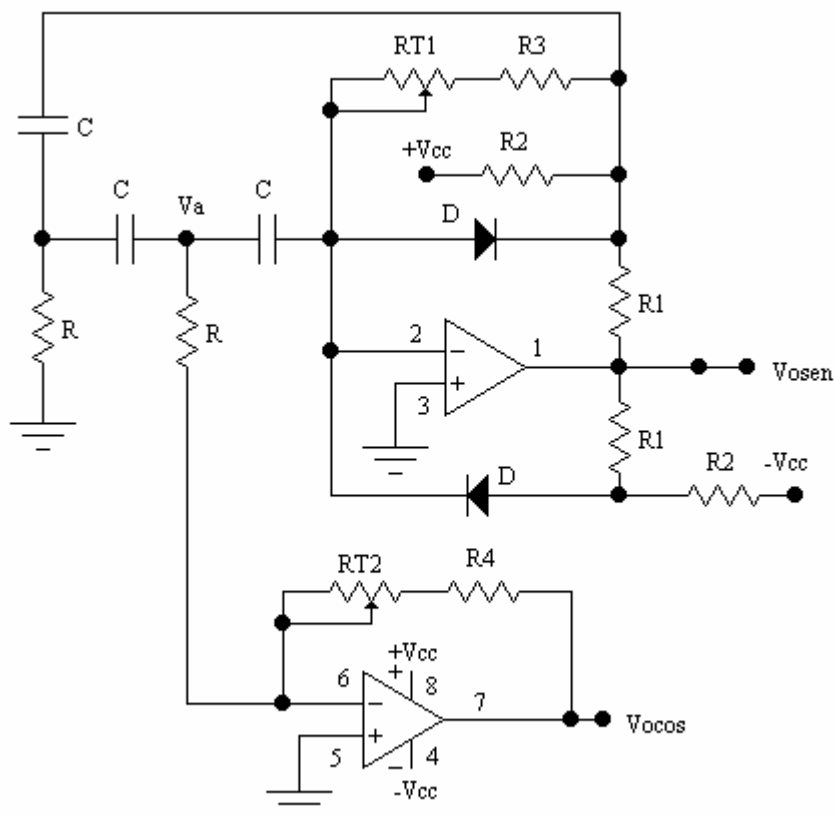 RT1 R3
C
+Vcc R2
C C
Va
D
R R
R1
2 - 1
3 +
Vosen
R1
D
R2 -Vcc
RT2 R4
+Vcc
+
6 - 8 7
Vocos
5 + 4
-
-Vcc